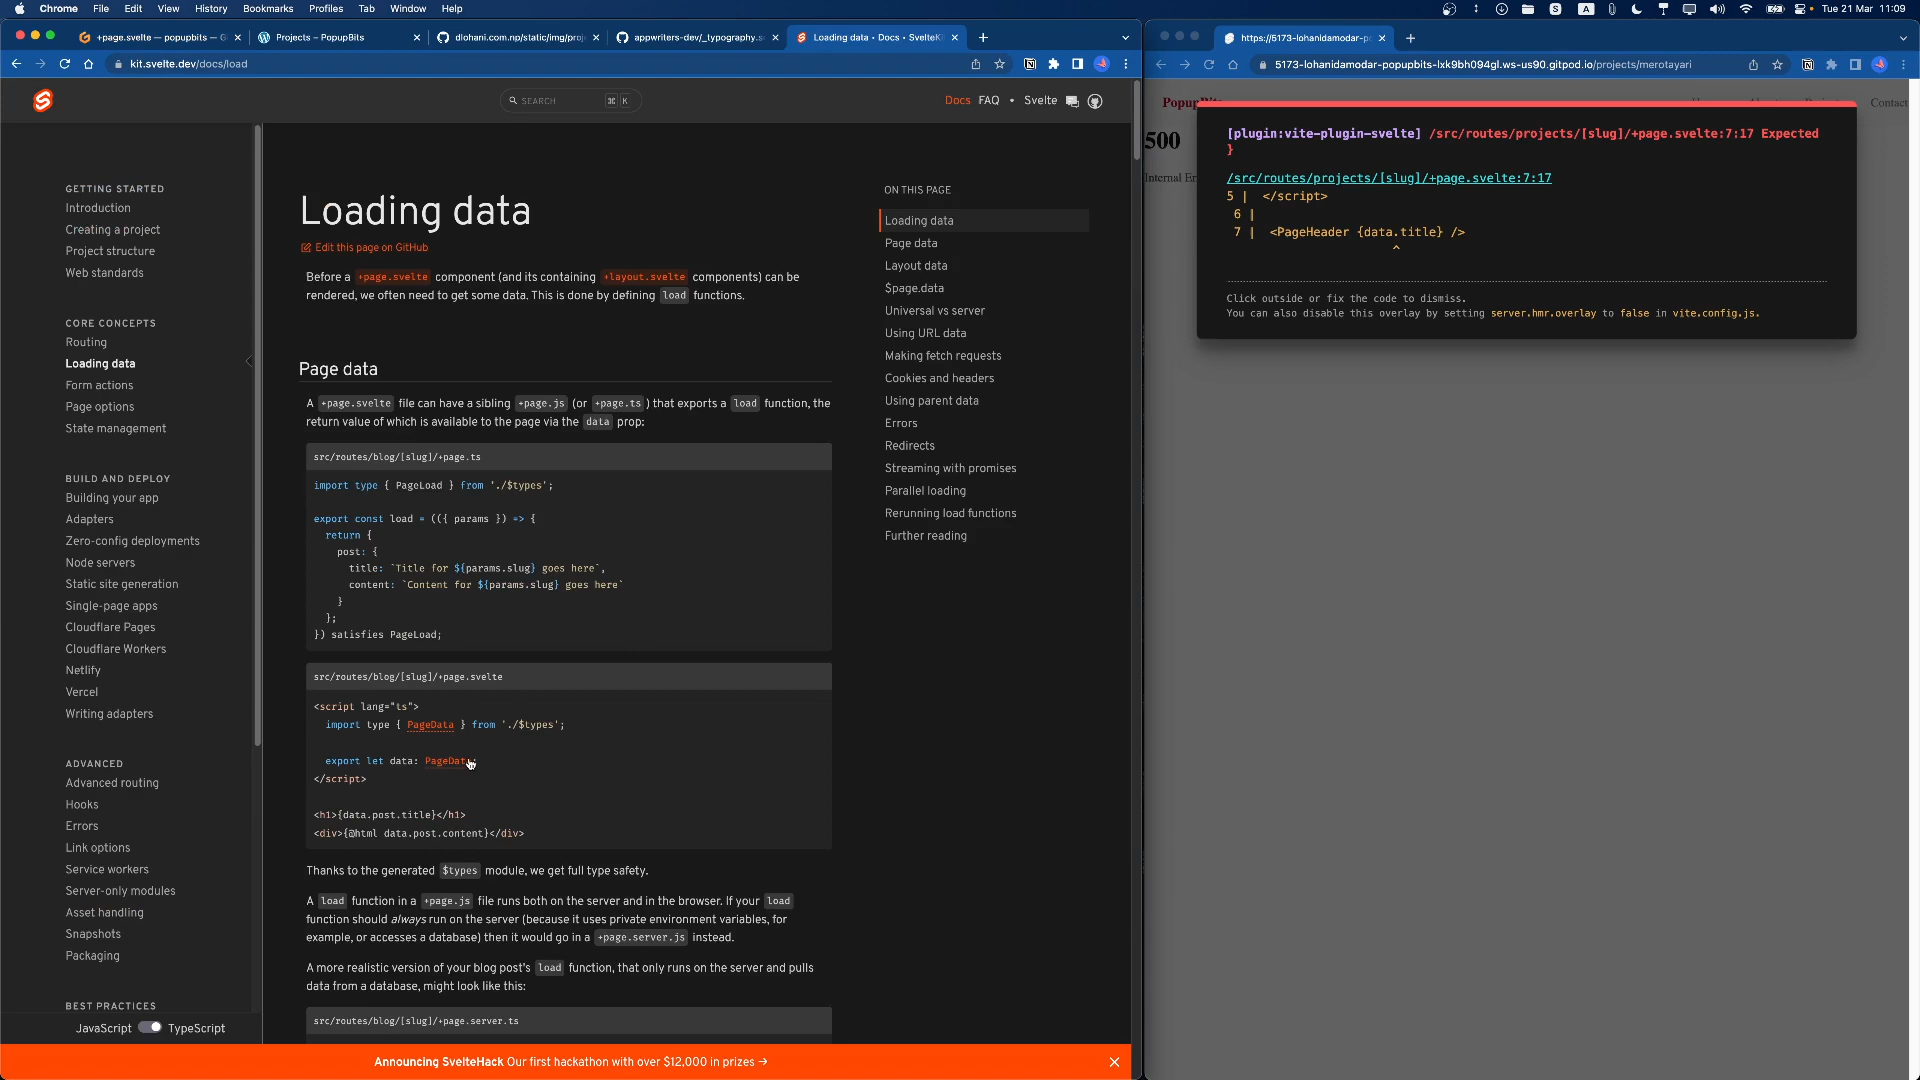 Chrome File Edit View History Bookmarks Profiles Tab Window Help
Tue 21 Mar 11:09
+page.svelte — popupbits — G
Projects – PopupBits
dlohani.com.np/static/img/proj
appwriters-dev/_typography.sc
Loading data • Docs • SvelteKi
kit.svelte.dev/docs/load
SEARCH ⌘ K
Docs FAQ • Svelte
GETTING STARTED
Introduction
Creating a project
Project structure
Web standards
CORE CONCEPTS
Routing
Loading data
Form actions
Page options
State management
BUILD AND DEPLOY
Building your app
Adapters
Zero-config deployments
Node servers
Static site generation
Single-page apps
Cloudflare Pages
Cloudflare Workers
Netlify
Vercel
Writing adapters
ADVANCED
Advanced routing
Hooks
Errors
Link options
Service workers
Server-only modules
Asset handling
Snapshots
Packaging
BEST PRACTICES
JavaScript TypeScript
Loading data
Edit this page on GitHub
Before a +page.svelte component (and its containing +layout.svelte components) can be
rendered, we often need to get some data. This is done by defining load functions.
Page data
A +page.svelte file can have a sibling +page.js (or +page.ts) that exports a load function, the
return value of which is available to the page via the data prop:
src/routes/blog/[slug]/+page.ts
import type { PageLoad } from './$types';
export const load = (({ params }) => {
return {
post: {
title: `Title for ${params.slug} goes here`,
content: `Content for ${params.slug} goes here`
}
};
}) satisfies PageLoad;
src/routes/blog/[slug]/+page.svelte
<script lang="ts">
import type { PageData } from './$types';
export let data: PageDat
</script>
<h1>{data.post.title}</h1>
<div>{@html data.post.content}</div>
Thanks to the generated $types module, we get full type safety.
A load function in a +page.js file runs both on the server and in the browser. If your load
function should always run on the server (because it uses private environment variables, for
example, or accesses a database) then it would go in a +page.server.js instead.
A more realistic version of your blog post's load function, that only runs on the server and pulls
data from a database, might look like this:
src/routes/blog/[slug]/+page.server.ts
ON THIS PAGE
Loading data
Page data
Layout data
$page.data
Universal vs server
Using URL data
Making fetch requests
Cookies and headers
Using parent data
Errors
Redirects
Streaming with promises
Parallel loading
Rerunning load functions
Further reading
Announcing SvelteHack Our first hackathon with over $12,000 in prizes →
https://5173-lohanidamodar-po
5173-lohanidamodar-popupbits-lxk9bh094gl.ws-us90.gitpod.io/projects/merotayari
Contact
500
Internal Er
[plugin:vite-plugin-svelte] /src/routes/projects/[slug]/+page.svelte:7:17 Expected
}
/src/routes/projects/[slug]/+page.svelte:7:17
5 | </script>
6 |
7 | <PageHeader {data.title} />
^
Click outside or fix the code to dismiss.
You can also disable this overlay by setting server.hmr.overlay to false in vite.config.js.